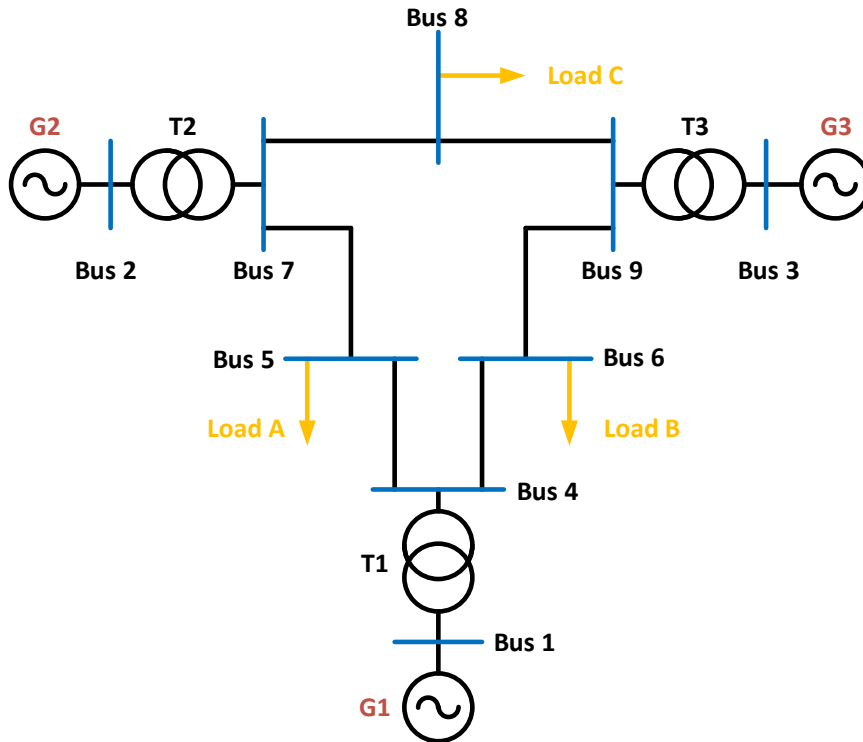 Bus 8
Load C
G2
T2
T3
G3
Bus 2
Bus 7
Bus 9
Bus 3
Bus 5
Bus 6
Load A
Load B
Bus 4
T1
Bus 1
G1